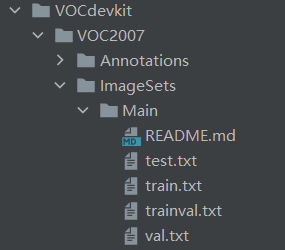 VOCdevkit
VOC2007
Annotations
ImageSets
Main
MD README.md
test.txt
train.txt
trainval.txt
val.txt